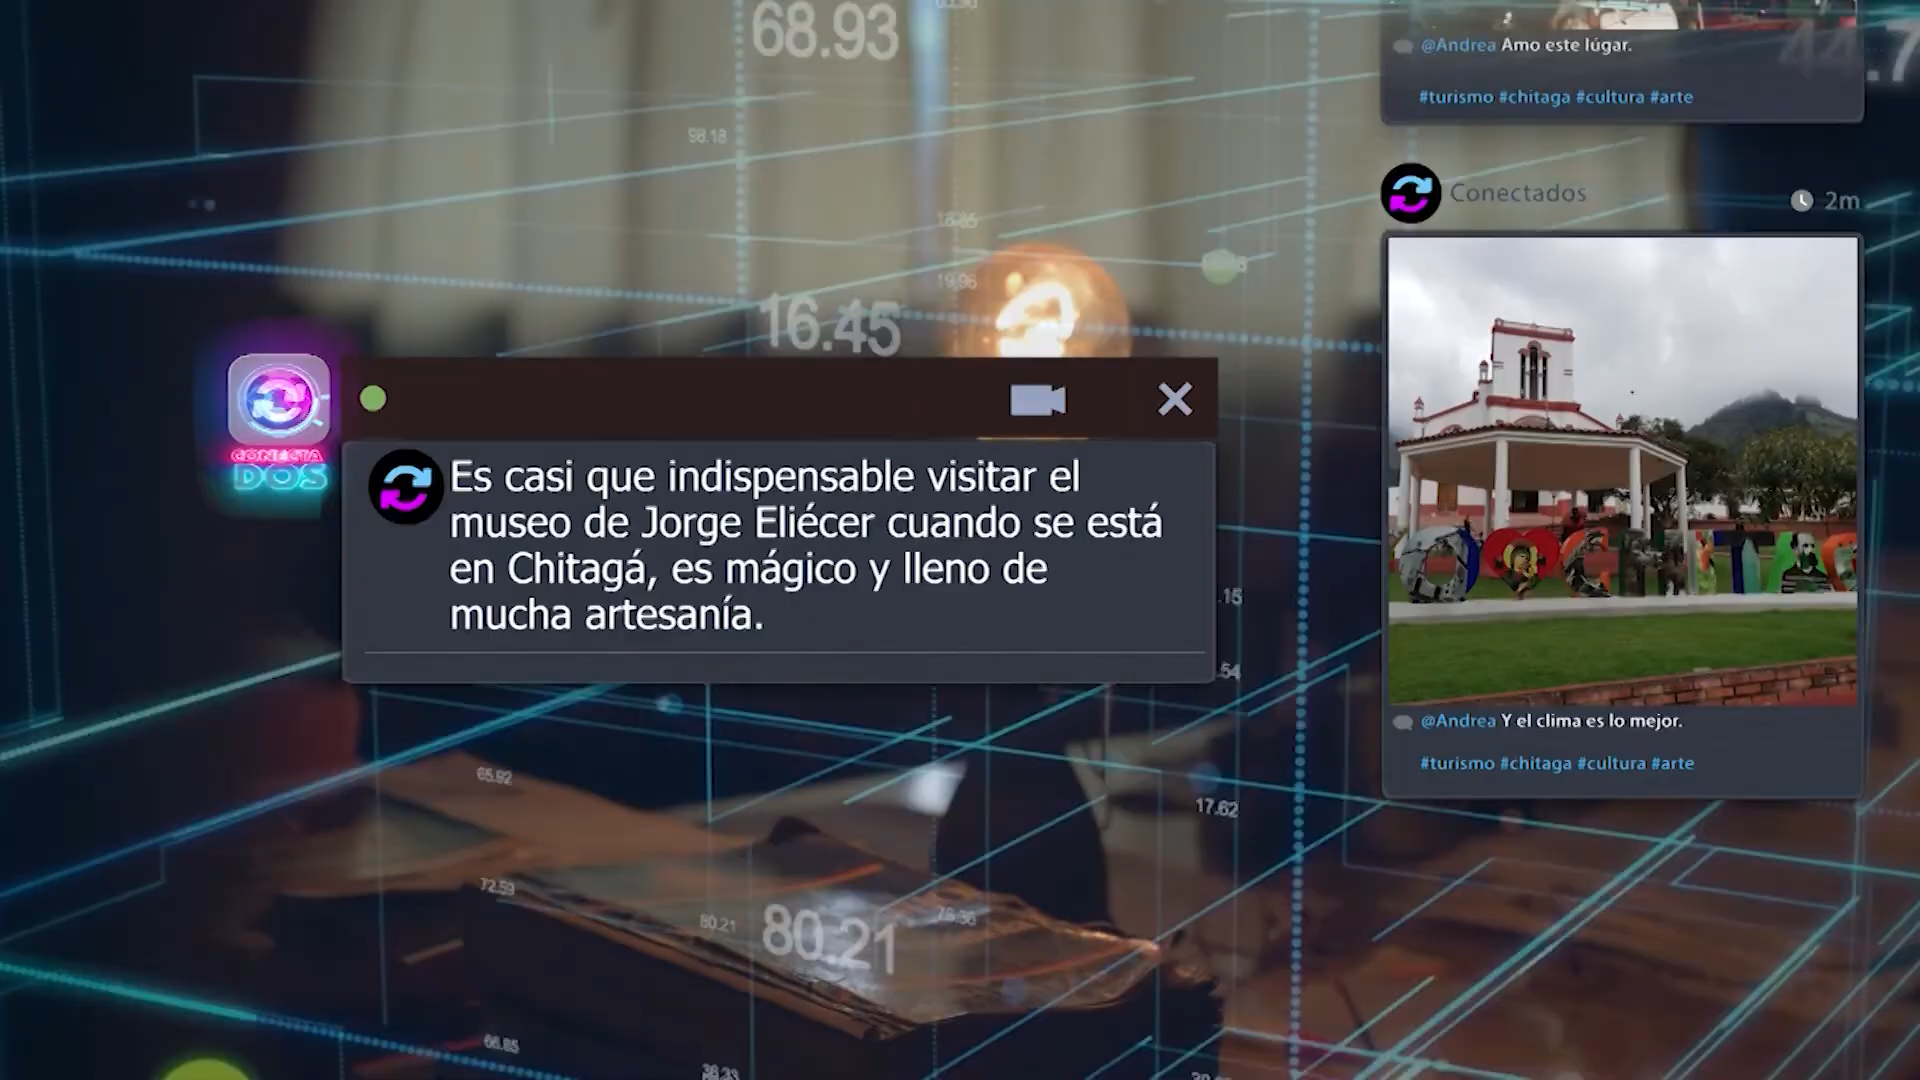 68.93
98.18
18.65
19.96
16.45
CONECTA
DOS
Es casi que indispensable visitar el
museo de Jorge Eliécer cuando se está
en Chitagá, es mágico y lleno de
mucha artesanía.
.15
.54
65.92
17.62
72.59
80.21
80.21
66.85
@Andrea Amo este lúgar.
#turismo #chitaga #cultura #arte
Conectados
2m
@Andrea Y el clima es lo mejor.
#turismo #chitaga #cultura #arte